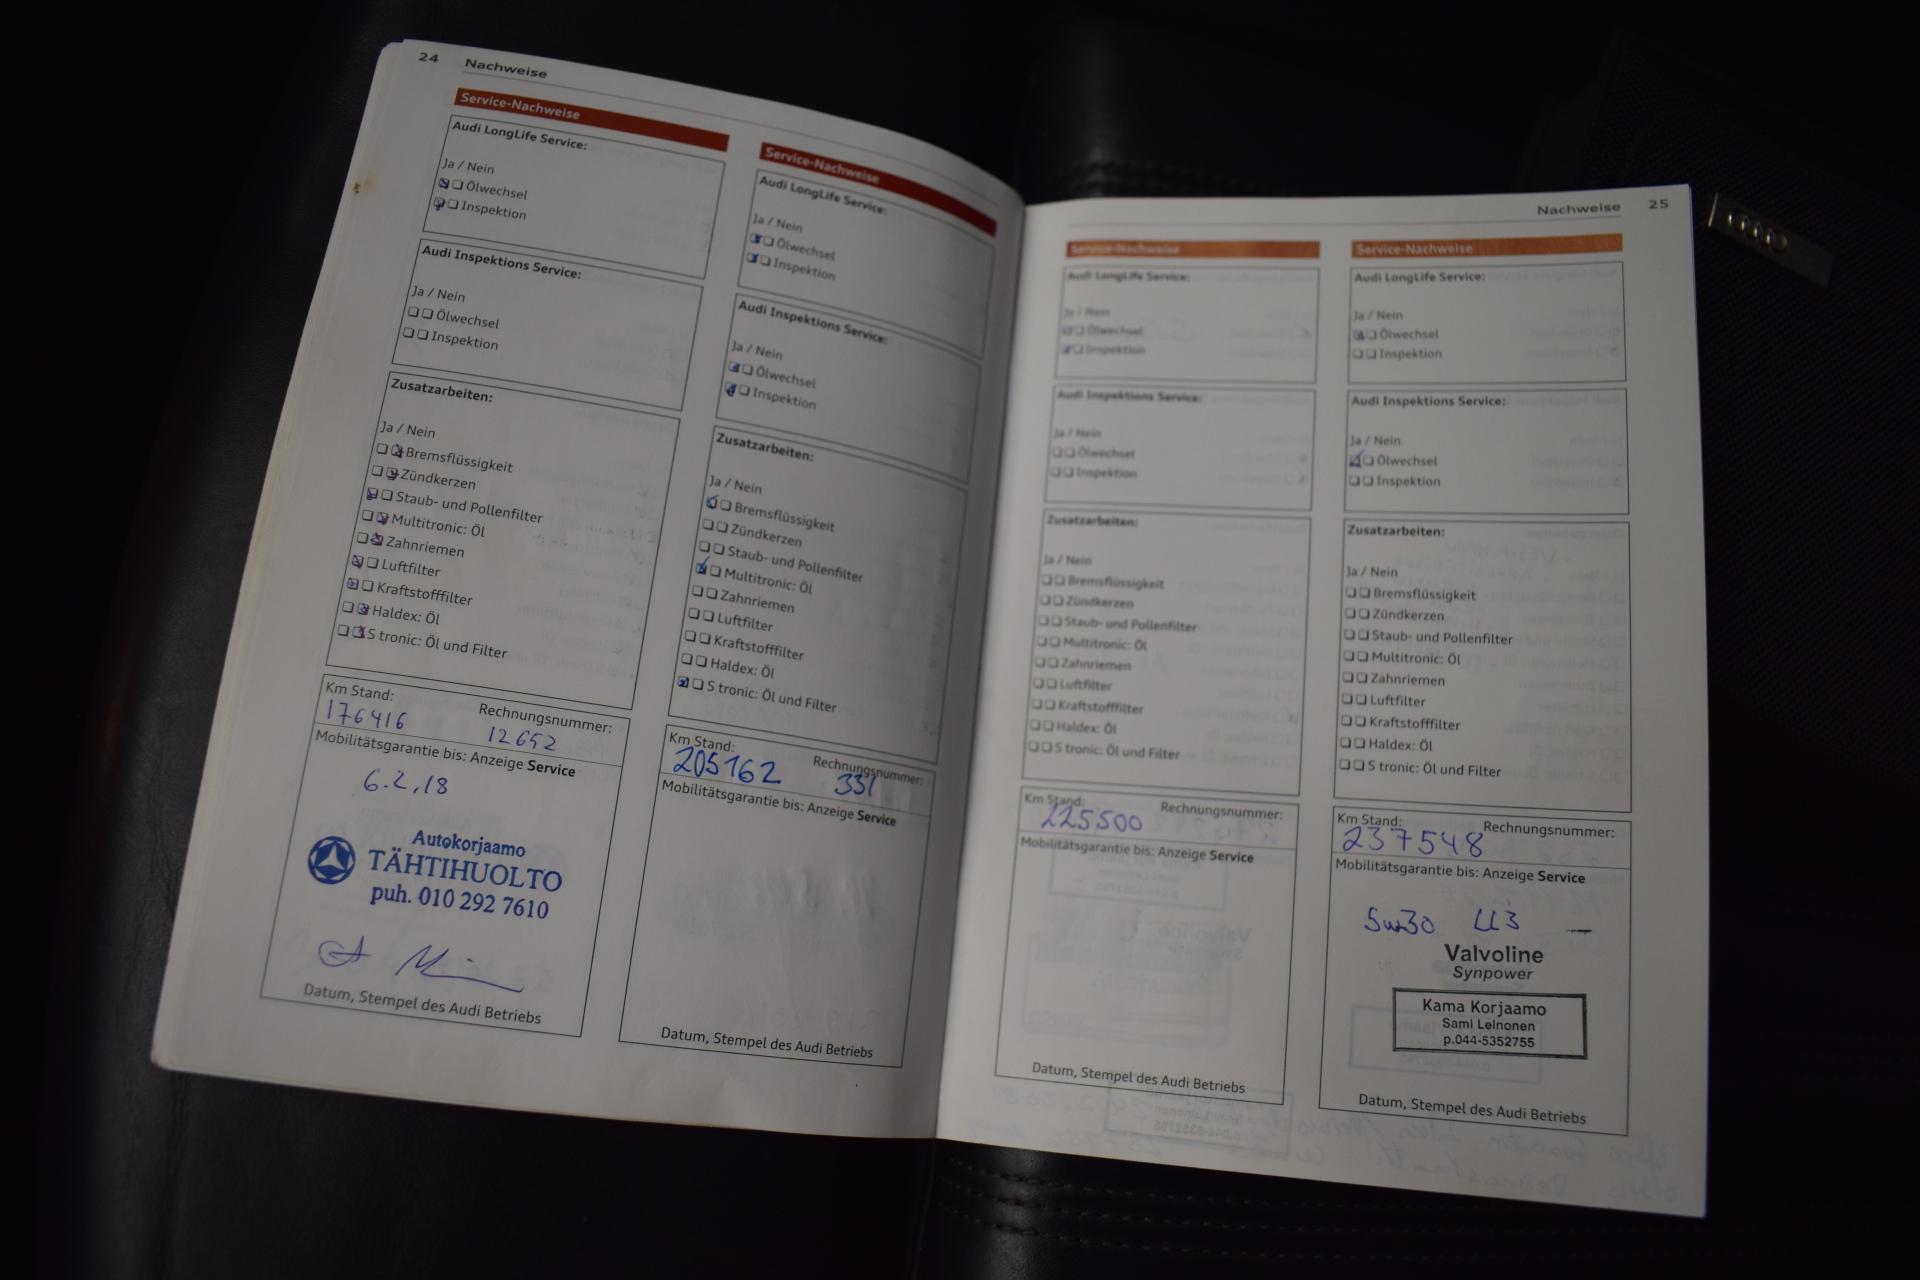 24 Nachweise
Service-Nachweise
Audi LongLife Service:
Ja / Nein
Ölwechsel
Inspektion
Audi Inspektions Service:
Ja / Nein
Ölwechsel
Inspektion
Zusatzarbeiten:
Ja / Nein
Bremsflüssigkeit
Zündkerzen
Staub- und Pollenfilter
Multitronic: Öl
Zahnriemen
Luftfilter
Kraftstofffilter
Haldex: Öl
S tronic: Öl und Filter
Km Stand: Rechnungsnummer:
176416 12652
Mobilitätsgarantie bis: Anzeige Service
6.2.18
Autokorjaamo
TÄHTIHUOLTO
puh. 010 292 7610
Datum, Stempel des Audi Betriebs
Service-Nachweise
Audi LongLife Service:
Ja / Nein
Ölwechsel
Inspektion
Audi Inspektions Service:
Ja / Nein
Ölwechsel
Inspektion
Zusatzarbeiten:
Ja / Nein
Bremsflüssigkeit
Zündkerzen
Staub- und Pollenfilter
Multitronic: Öl
Zahnriemen
Luftfilter
Kraftstofffilter
Haldex: Öl
S tronic: Öl und Filter
Km Stand: Rechnungsnummer:
205162 331
Mobilitätsgarantie bis: Anzeige Service
Datum, Stempel des Audi Betriebs
Nachweise 25
Service-Nachweise
Audi LongLife Service:
Ja / Nein
Ölwechsel
Inspektion
Audi Inspektions Service:
Ja / Nein
Ölwechsel
Inspektion
Zusatzarbeiten:
Ja / Nein
Bremsflüssigkeit
Zündkerzen
Staub- und Pollenfilter
Multitronic: Öl
Zahnriemen
Luftfilter
Kraftstofffilter
Haldex: Öl
S tronic: Öl und Filter
Km Stand: Rechnungsnummer:
225500
Mobilitätsgarantie bis: Anzeige Service
Datum, Stempel des Audi Betriebs
Service-Nachweise
Audi LongLife Service:
Ja / Nein
Ölwechsel
Inspektion
Audi Inspektions Service:
Ja / Nein
Ölwechsel
Inspektion
Zusatzarbeiten:
Ja / Nein
Bremsflüssigkeit
Zündkerzen
Staub- und Pollenfilter
Multitronic: Öl
Zahnriemen
Luftfilter
Kraftstofffilter
Haldex: Öl
S tronic: Öl und Filter
Km Stand: Rechnungsnummer:
237548
Mobilitätsgarantie bis: Anzeige Service
5w30 LL3
Valvoline
Synpower
Kama Korjaamo
Sami Leinonen
p.044-5352755
Datum, Stempel des Audi Betriebs